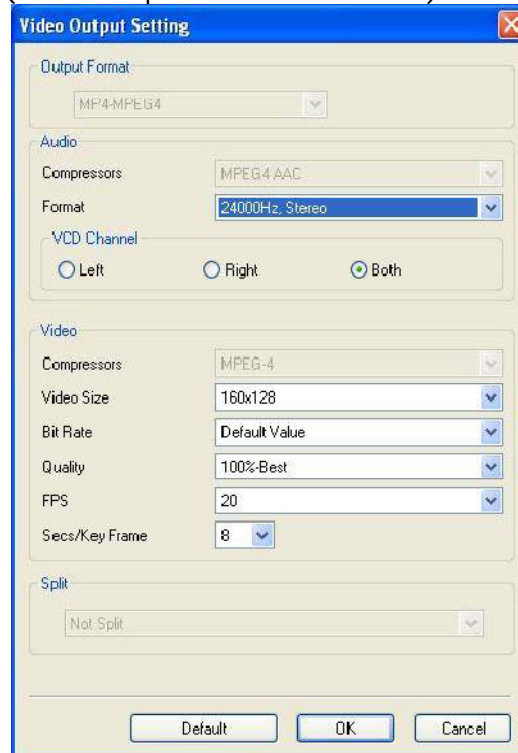 Video Output Setting
Output Format
MP4-MPEG4
Audio
Compressors MPEG4 AAC
Format 24000Hz, Stereo
VCD Channel
Left Right Both
Video
Compressors MPEG-4
Video Size 160x128
Bit Rate Default Value
Quality 100%-Best
FPS 20
Secs/Key Frame 8
Split
Not Split
Default OK Cancel